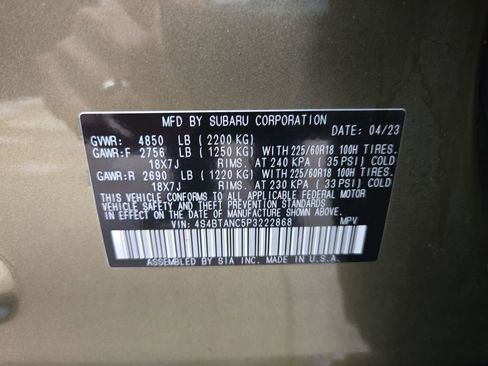 MFD BY SUBARU CORPORATION
DATE: 04/23
GVWR: 4850 LB (2200 KG)
GAWR:F 2756 LB (1250 KG) WITH 225/60R18 100H TIRES.
18X7J RIMS. AT 240 KPA (35 PSI) COLD
GAWR:R 2690 LB (1220 KG) WITH 225/60R18 100H TIRES.
18X7J RIMS. AT 230 KPA (33 PSI) COLD
THIS VEHICLE CONFORMS TO ALL APPLICABLE FEDERAL MOTOR
VEHICLE SAFETY, BUMPER AND THEFT PREVENTION STANDARDS
IN EFFECT ON THE DATE OF MANUFACTURE SHOWN ABOVE.
VIN: 4S4BTANC5P3222868 MPV
ASSEMBLED BY SIA INC. MADE IN U.S.A.